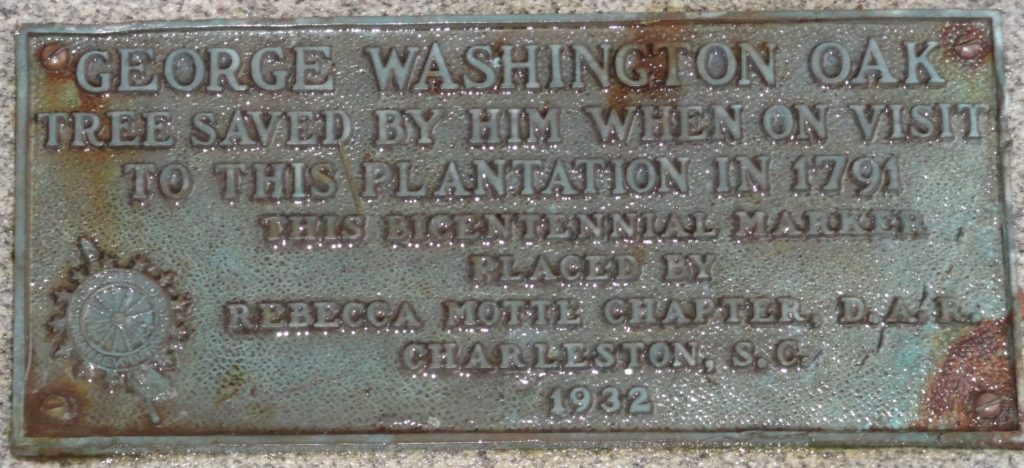 GEORGE WASHINGTON OAK
TREE SAVED BY HIM WHEN ON VISIT
TO THIS PLANTATION IN 1791
THIS BICENTENNIAL MARKER
PLACED BY
REBECCA MOTTE CHAPTER, D.A.R.
CHARLESTON, S.C.
1932